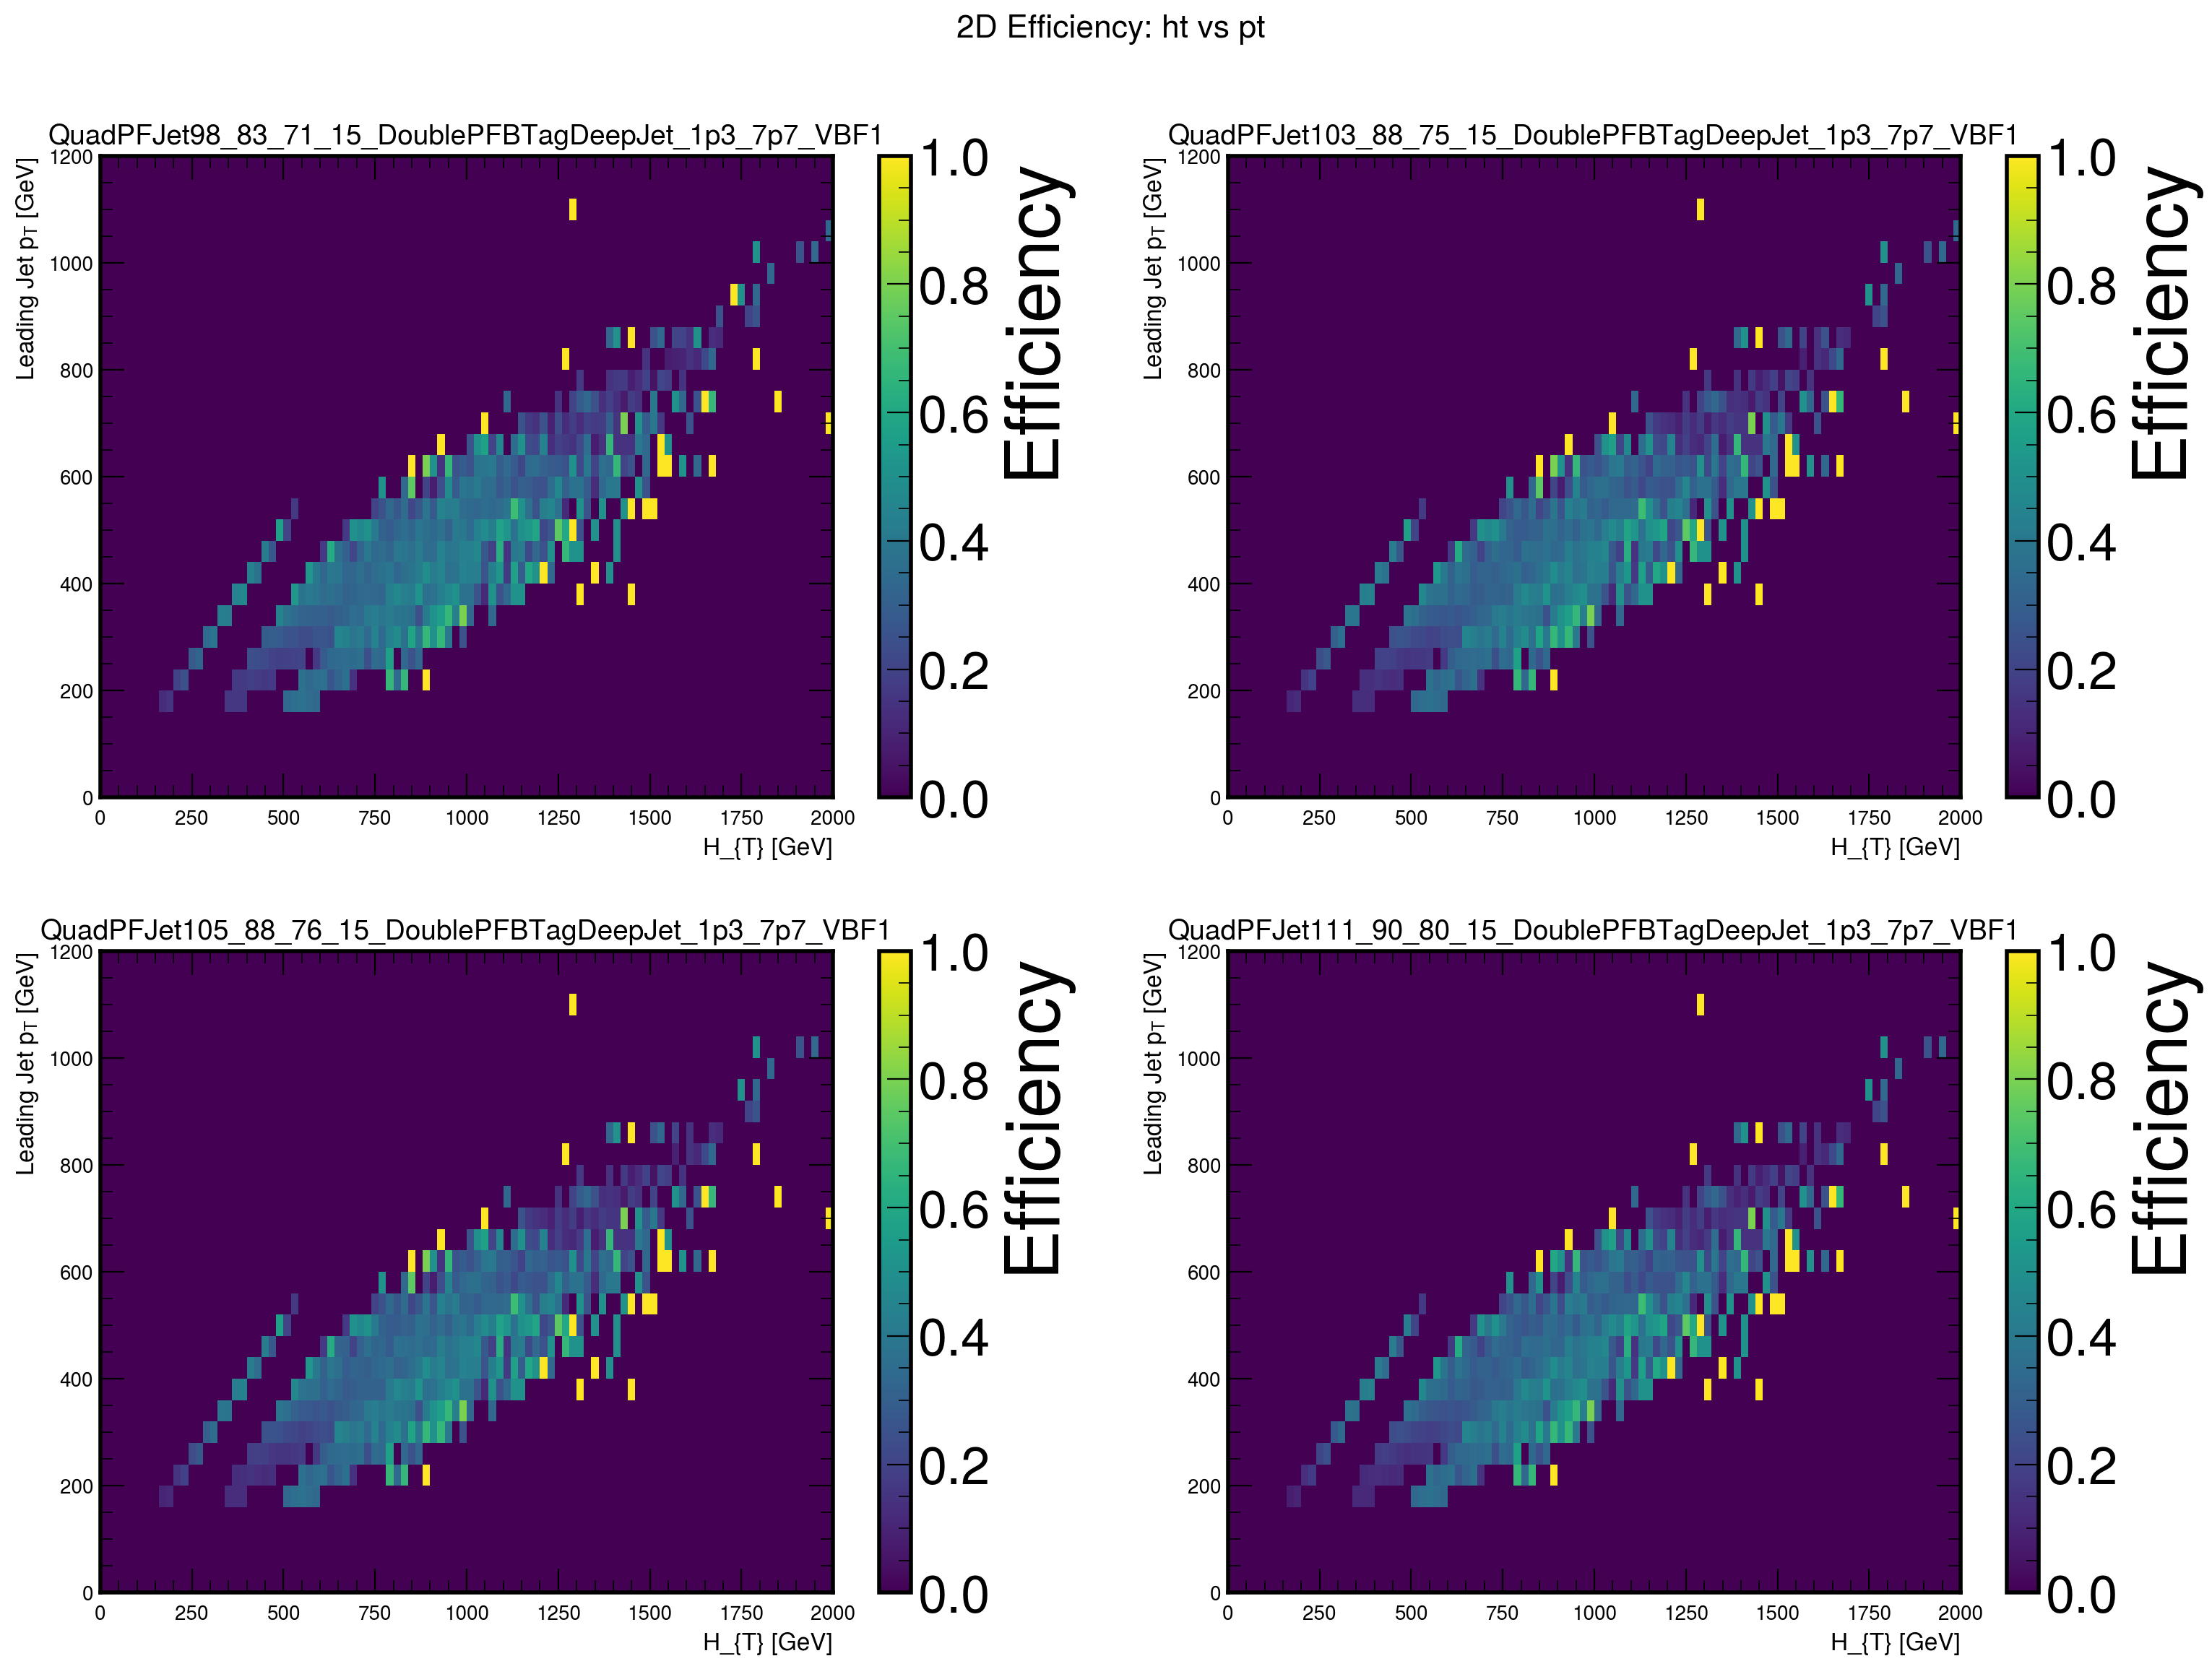 2D Efficiency: ht vs pt
QuadPFJet98_83_71_15_DoublePFBTagDeepJet_1p3_7p7_VBF1
Leading Jet pT [GeV]
1200
1000
800
600
400
200
0
0 250 500 750 1000 1250 1500 1750 2000
H_{T} [GeV]
1.0
0.8
0.6
0.4
0.2
0.0
Efficiency
QuadPFJet103_88_75_15_DoublePFBTagDeepJet_1p3_7p7_VBF1
Leading Jet pT [GeV]
1200
1000
800
600
400
200
0
0 250 500 750 1000 1250 1500 1750 2000
H_{T} [GeV]
1.0
0.8
0.6
0.4
0.2
0.0
Efficiency
QuadPFJet105_88_76_15_DoublePFBTagDeepJet_1p3_7p7_VBF1
Leading Jet pT [GeV]
1200
1000
800
600
400
200
0
0 250 500 750 1000 1250 1500 1750 2000
H_{T} [GeV]
1.0
0.8
0.6
0.4
0.2
0.0
Efficiency
QuadPFJet111_90_80_15_DoublePFBTagDeepJet_1p3_7p7_VBF1
Leading Jet pT [GeV]
1200
1000
800
600
400
200
0
0 250 500 750 1000 1250 1500 1750 2000
H_{T} [GeV]
1.0
0.8
0.6
0.4
0.2
0.0
Efficiency